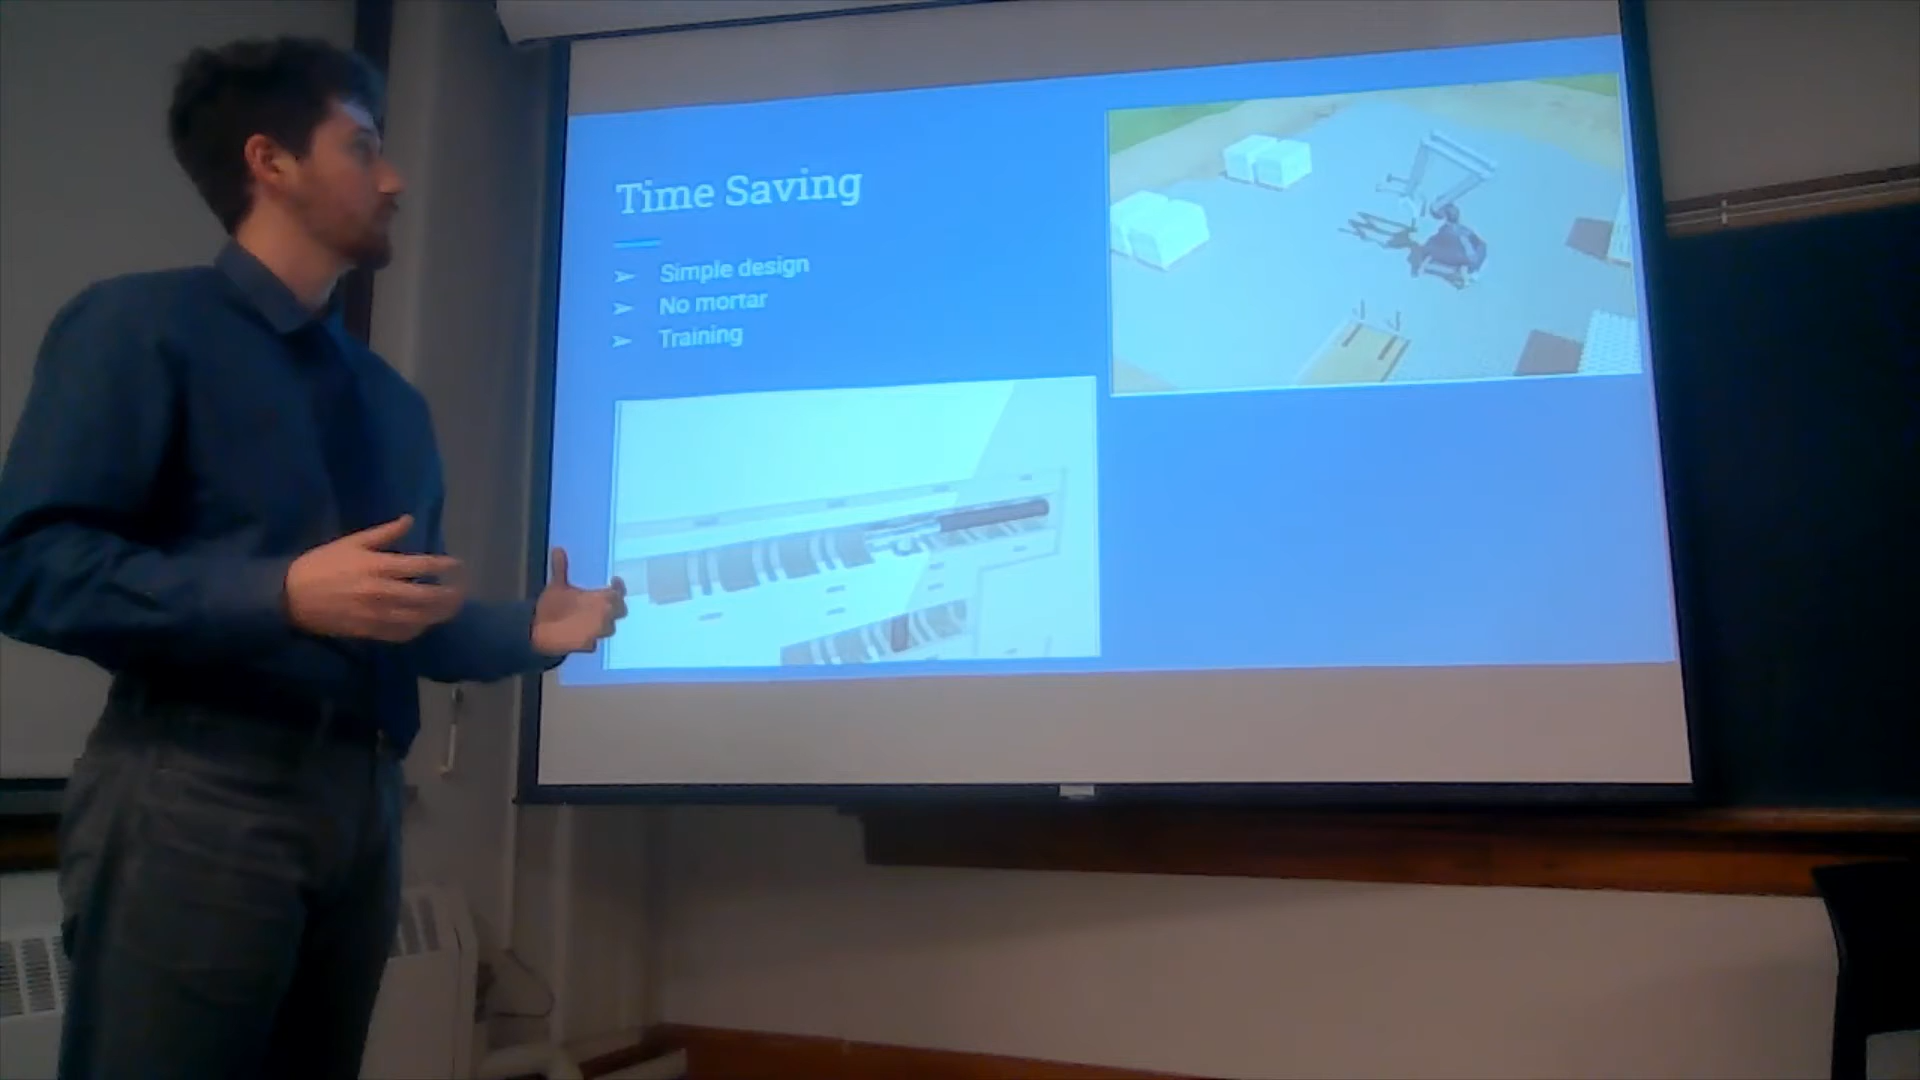 Time Saving
➤ Simple design
➤ No mortar
➤ Training